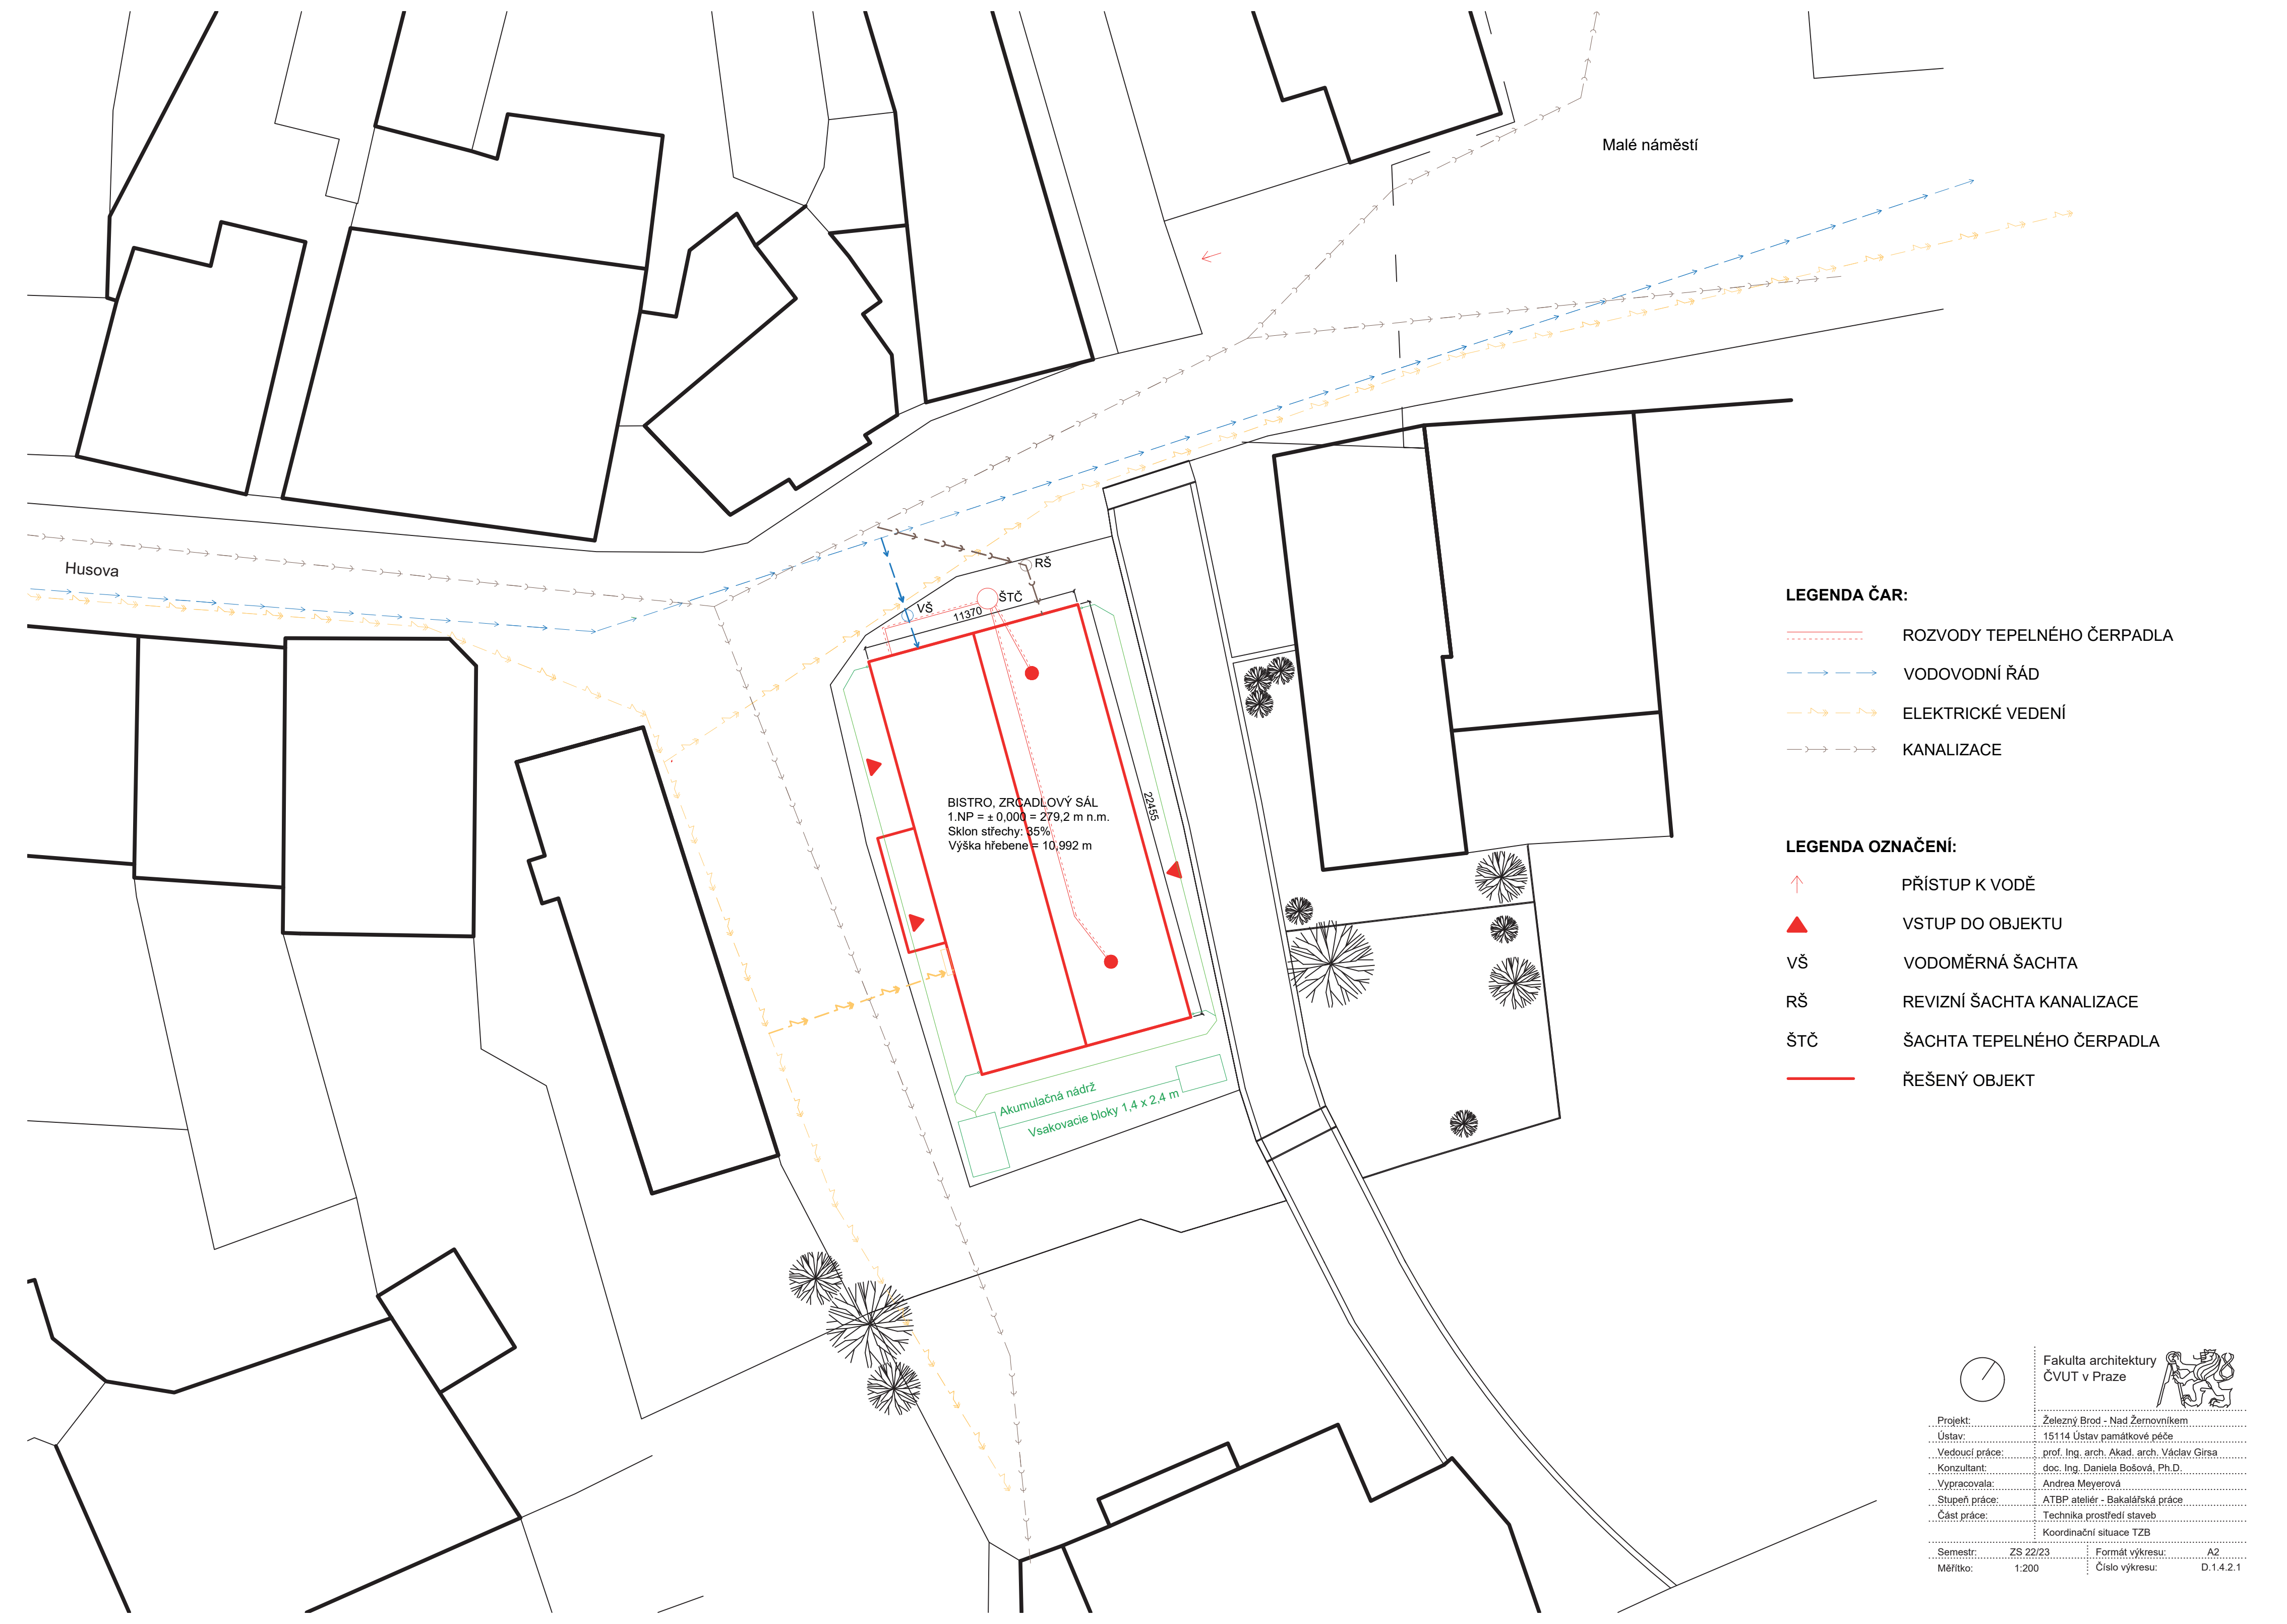 Malé náměstí
Husova
RŠ
ŠTČ
VŠ
11370
22455
BISTRO, ZRCADLOVÝ SÁL
1.NP = ± 0,000 = 279,2 m n.m.
Sklon střechy: 35%
Výška hřebene = 10,992 m
Akumulačná nádrž
Vsakovacie bloky 1,4 x 2,4 m
LEGENDA ČAR:
ROZVODY TEPELNÉHO ČERPADLA
VODOVODNÍ ŘÁD
ELEKTRICKÉ VEDENÍ
KANALIZACE
LEGENDA OZNAČENÍ:
PŘÍSTUP K VODĚ
VSTUP DO OBJEKTU
VŠ VODOMĚRNÁ ŠACHTA
RŠ REVIZNÍ ŠACHTA KANALIZACE
ŠTČ ŠACHTA TEPELNÉHO ČERPADLA
ŘEŠENÝ OBJEKT
Fakulta architektury
ČVUT v Praze
Projekt: Železný Brod - Nad Žernovníkem
Ústav: 15114 Ústav památkové péče
Vedoucí práce: prof. Ing. arch. Akad. arch. Václav Girsa
Konzultant: doc. Ing. Daniela Bošová, Ph.D.
Vypracovala: Andrea Meyerová
Stupeň práce: ATBP ateliér - Bakalářská práce
Část práce: Technika prostředí staveb
Koordinační situace TZB
Semestr: ZS 22/23 Formát výkresu: A2
Měřítko: 1:200 Číslo výkresu: D.1.4.2.1